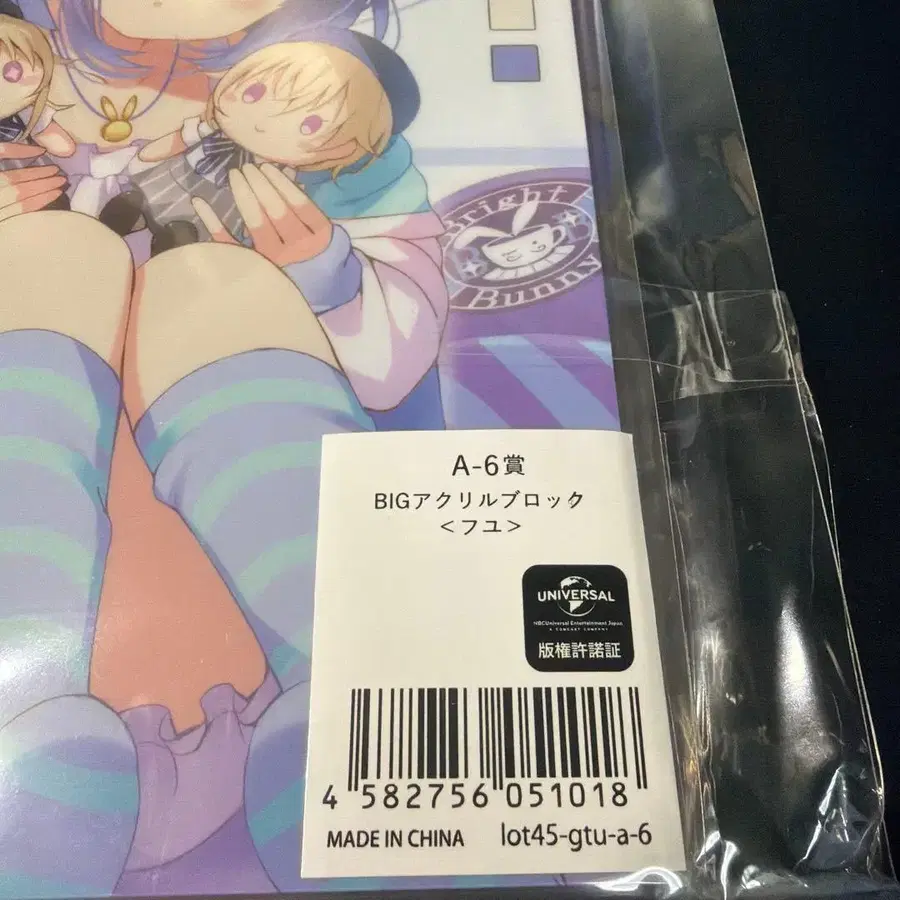 Bright
B B
Bunny
A-6賞
BIGアクリルブロック
<フユ>
UNIVERSAL
NBCUniversal Entertainment Japan
A COMCAST COMPANY
版権許諾証
4 582756 051018
MADE IN CHINA lot45-gtu-a-6